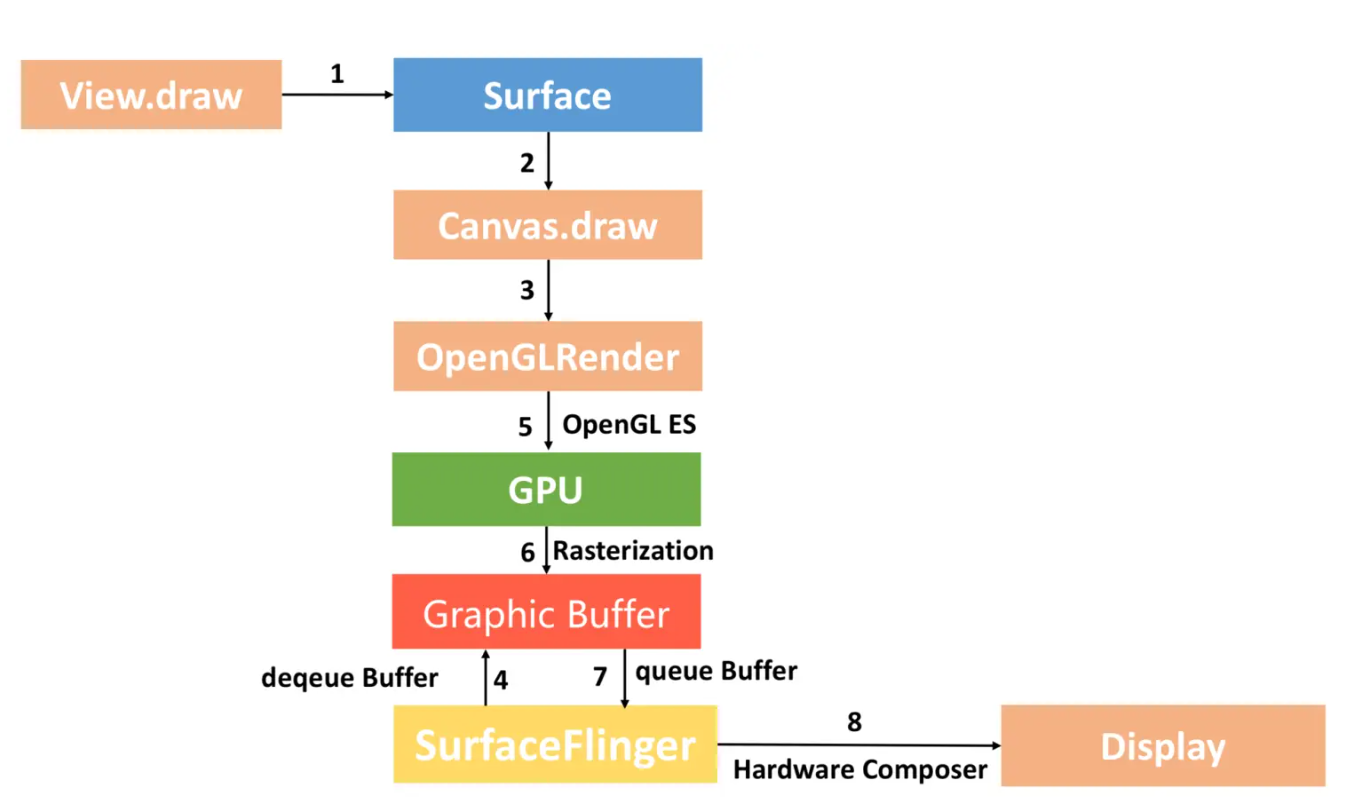 View.draw
1
Surface
2
Canvas.draw
3
OpenGLRender
5 OpenGL ES
GPU
6 Rasterization
Graphic Buffer
deqeue Buffer 4 7 queue Buffer
SurfaceFlinger
8
Hardware Composer
Display